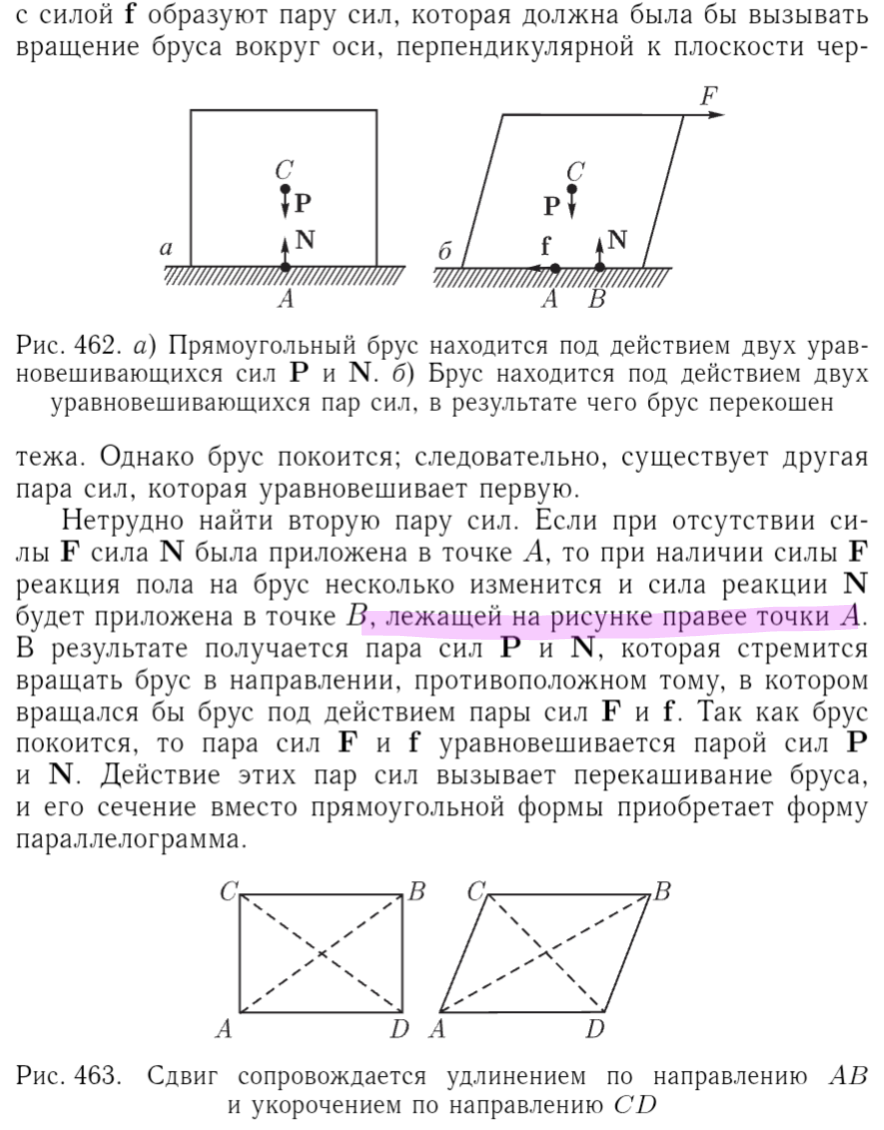 с силой f образуют пару сил, которая должна была бы вызывать
вращение бруса вокруг оси, перпендикулярной к плоскости чер-
F
C
C
P
P
N
f
N
а
б
A
A
B
Рис. 462. а) Прямоугольный брус находится под действием двух урав-
новешивающихся сил P и N. б) Брус находится под действием двух
уравновешивающихся пар сил, в результате чего брус перекошен
тежа. Однако брус покоится; следовательно, существует другая
пара сил, которая уравновешивает первую.
Нетрудно найти вторую пару сил. Если при отсутствии си-
лы F сила N была приложена в точке A, то при наличии силы F
реакция пола на брус несколько изменится и сила реакции N
будет приложена в точке B, лежащей на рисунке правее точки A.
В результате получается пара сил P и N, которая стремится
вращать брус в направлении, противоположном тому, в котором
вращался бы брус под действием пары сил F и f. Так как брус
покоится, то пара сил F и f уравновешивается парой сил P
и N. Действие этих пар сил вызывает перекашивание бруса,
и его сечение вместо прямоугольной формы приобретает форму
параллелограмма.
C
B
C
B
A
D
A
D
Рис. 463. Сдвиг сопровождается удлинением по направлению AB
и укорочением по направлению CD